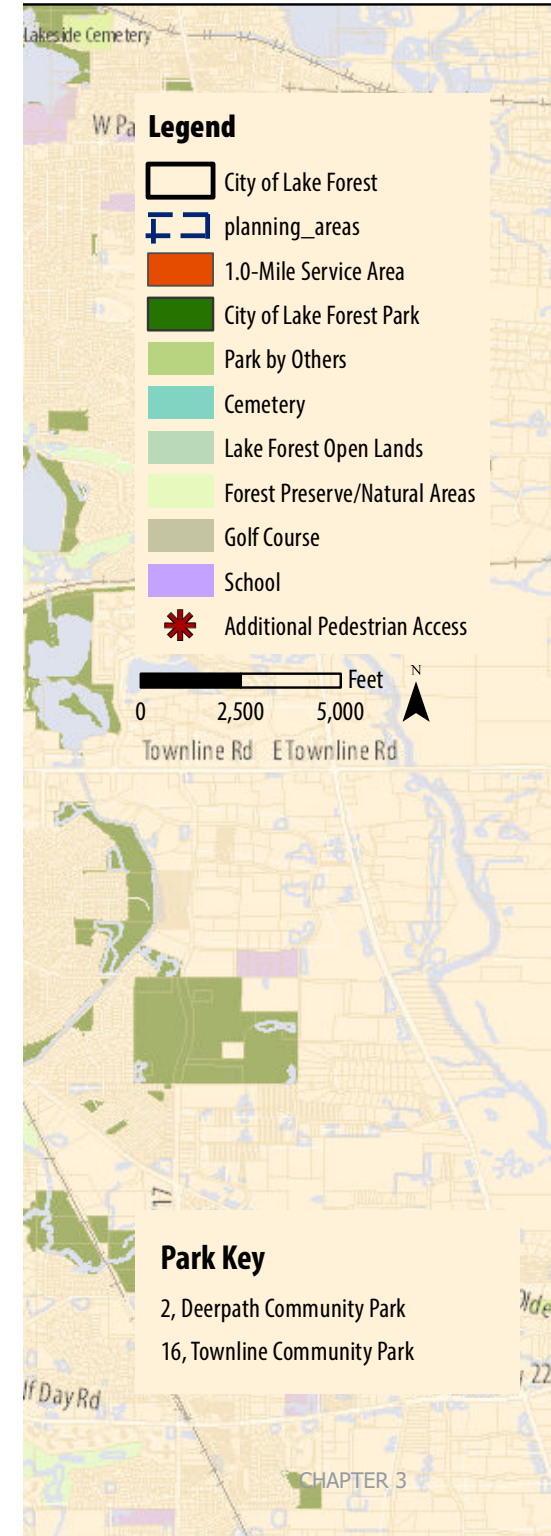 Lakeside Cemetery
W Pa
Legend
City of Lake Forest
planning_areas
1.0-Mile Service Area
City of Lake Forest Park
Park by Others
Cemetery
Lake Forest Open Lands
Forest Preserve/Natural Areas
Golf Course
School
Additional Pedestrian Access
N
Feet
0 2,500 5,000
Townline Rd E Townline Rd
17
Park Key
2, Deerpath Community Park
16, Townline Community Park
Olde
22
lf Day Rd
CHAPTER 3